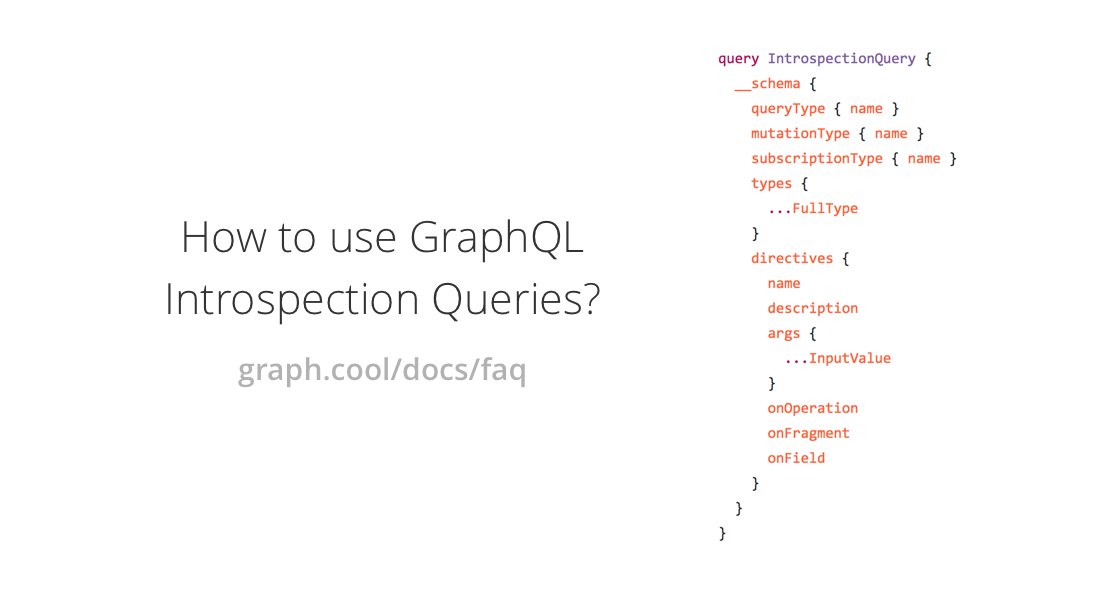 How to use GraphQL
Introspection Queries?
graph.cool/docs/faq
query IntrospectionQuery {
  __schema {
    queryType { name }
    mutationType { name }
    subscriptionType { name }
    types {
      ...FullType
    }
    directives {
      name
      description
      args {
        ...InputValue
      }
      onOperation
      onFragment
      onField
    }
  }
}